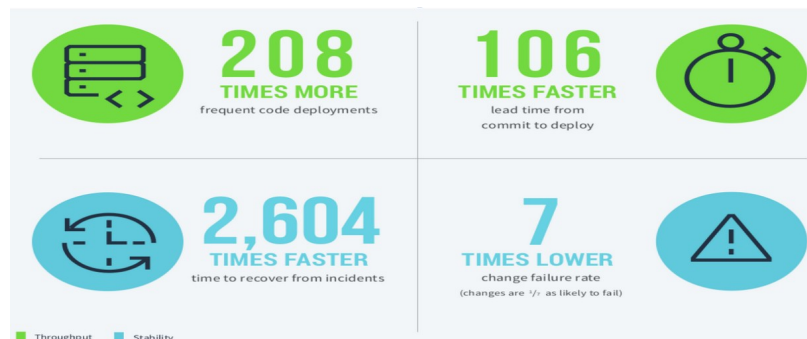 208
TIMES MORE
frequent code deployments
106
TIMES FASTER
lead time from
commit to deploy
2,604
TIMES FASTER
time to recover from incidents
7
TIMES LOWER
change failure rate
(changes are 1/7 as likely to fail)
Throughput
Stability